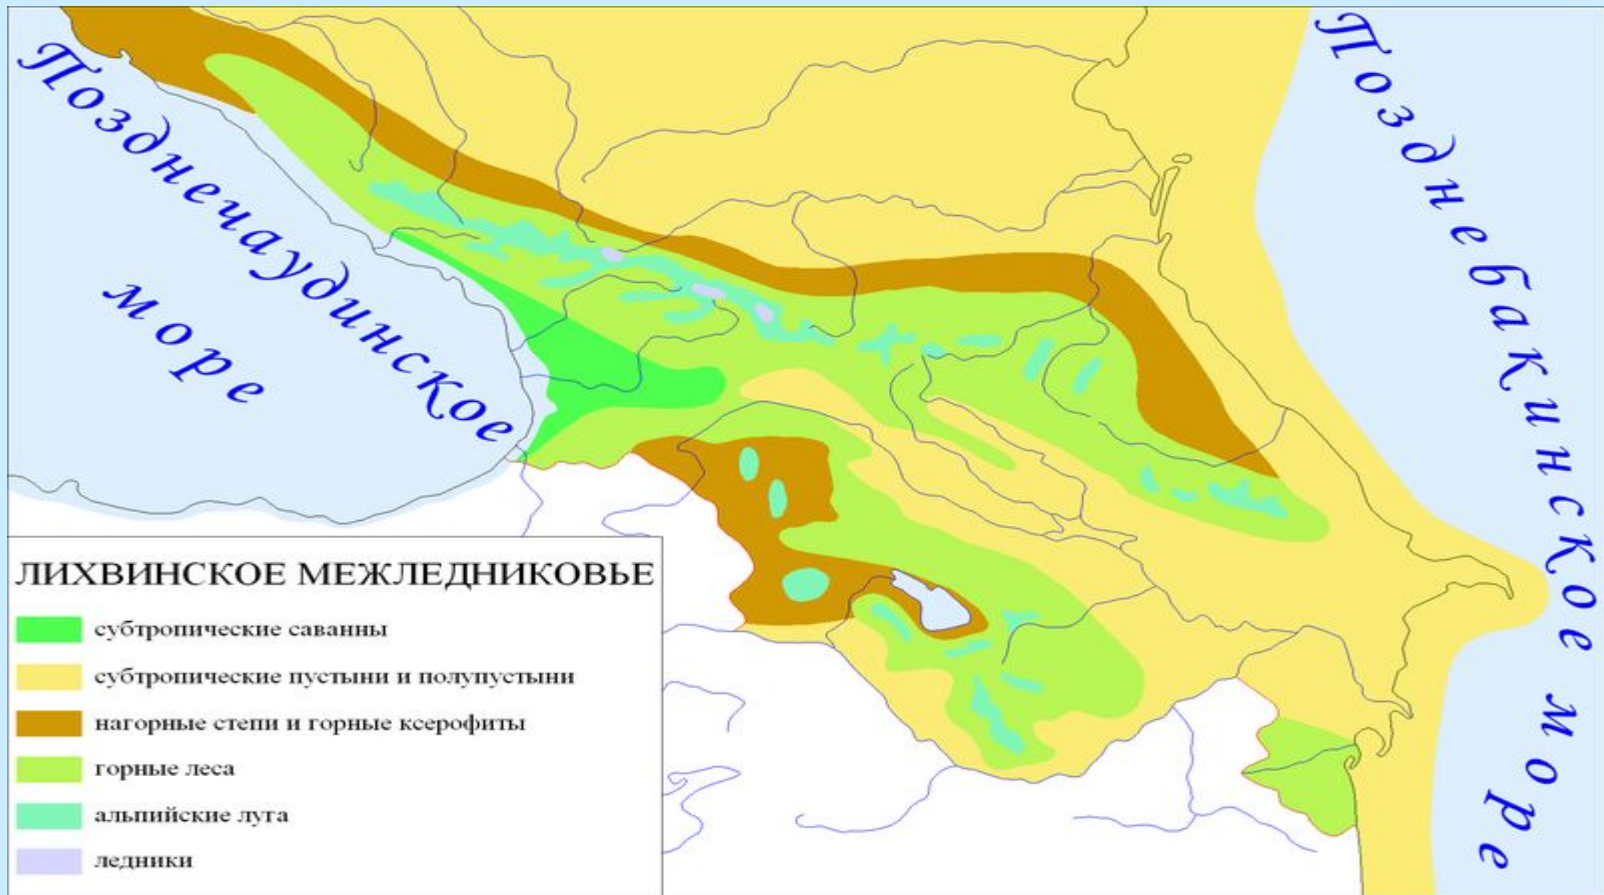 Позднечаудинское
море
Позднебакинское море
ЛИХВИНСКОЕ МЕЖЛЕДНИКОВЬЕ
субтропические саванны
субтропические пустыни и полупустыни
нагорные степи и горные ксерофиты
горные леса
альпийские луга
ледники